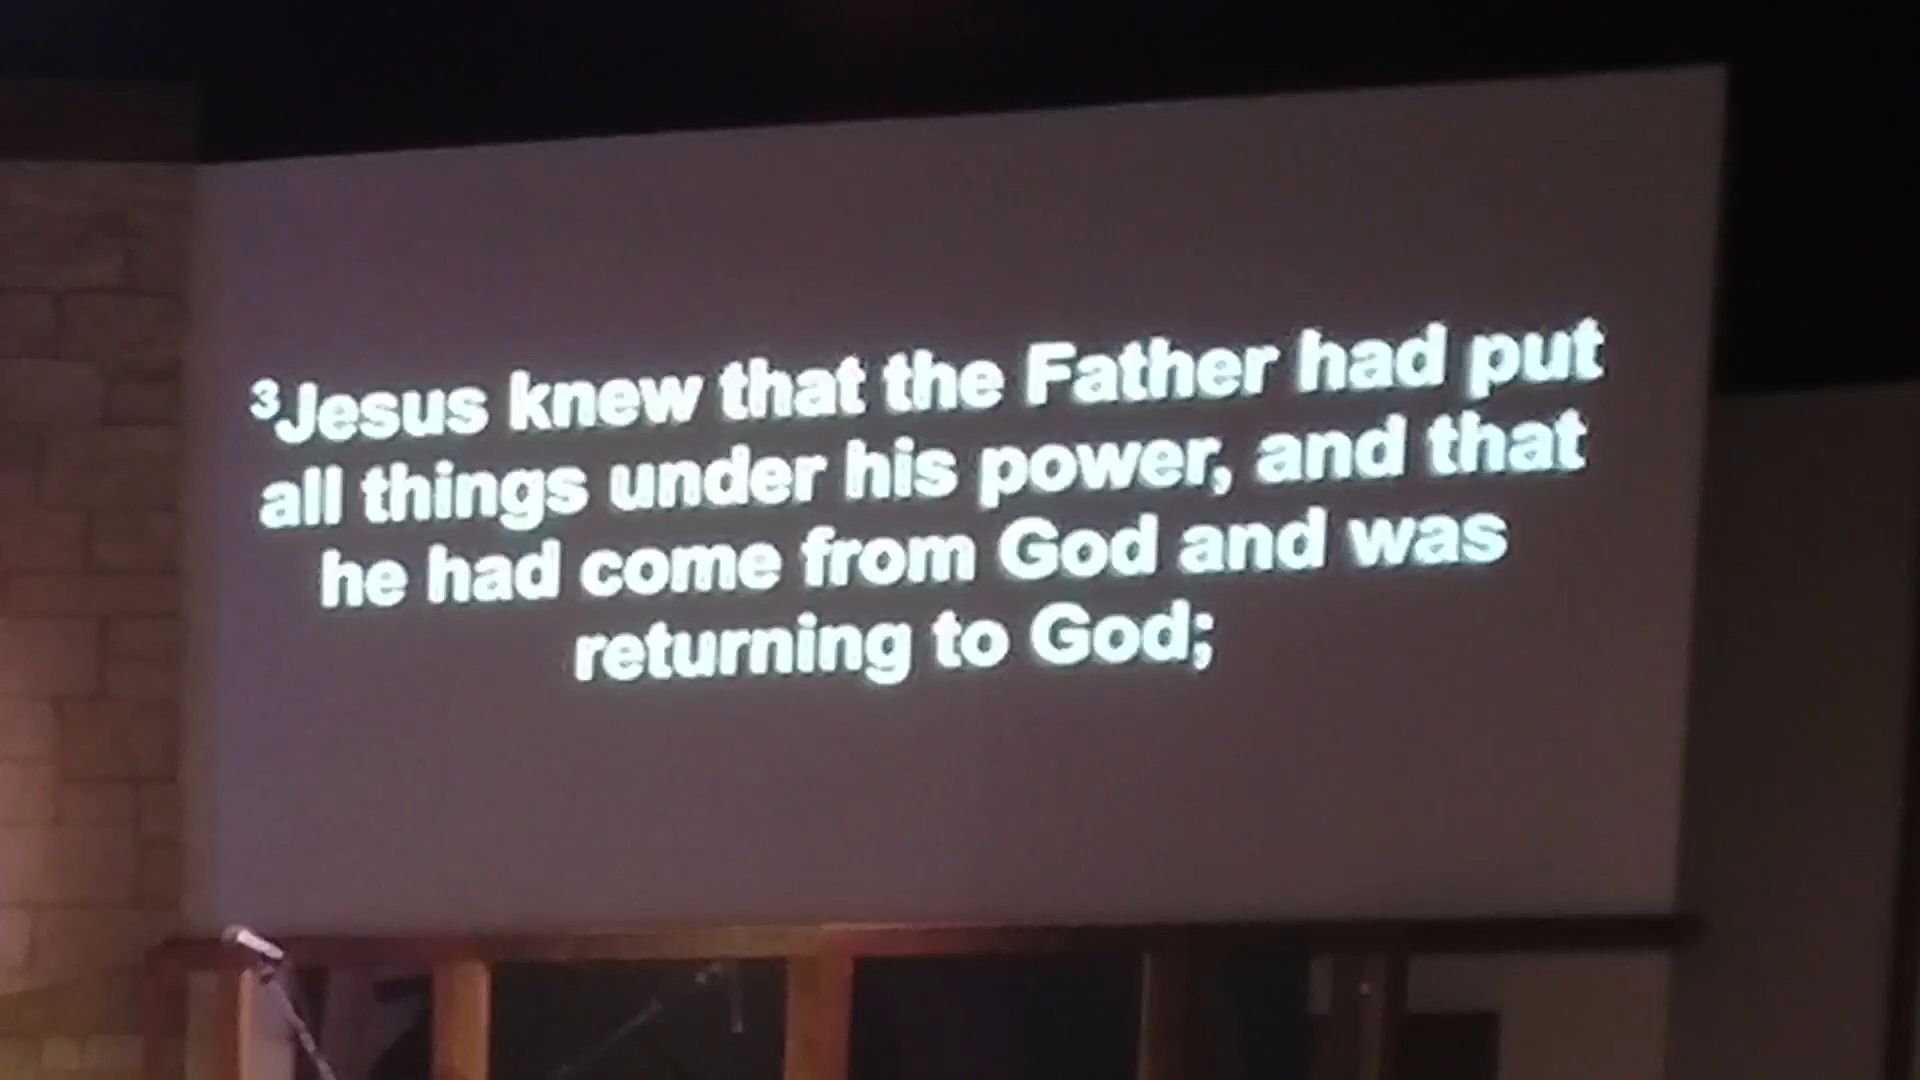 ³Jesus knew that the Father had put
all things under his power, and that
he had come from God and was
returning to God;